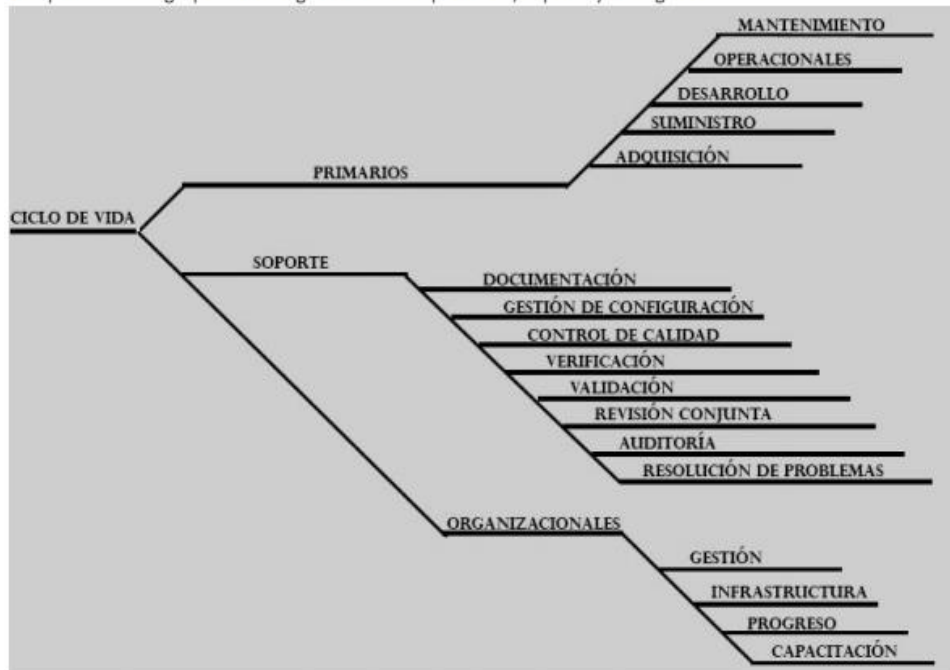 MANTENIMIENTO
OPERACIONALES
DESARROLLO
SUMINISTRO
ADQUISICIÓN
PRIMARIOS
CICLO DE VIDA
SOPORTE
DOCUMENTACIÓN
GESTIÓN DE CONFIGURACIÓN
CONTROL DE CALIDAD
VERIFICACIÓN
VALIDACIÓN
REVISIÓN CONJUNTA
AUDITORÍA
RESOLUCIÓN DE PROBLEMAS
ORGANIZACIONALES
GESTIÓN
INFRASTRUCTURA
PROGRESO
CAPACITACIÓN